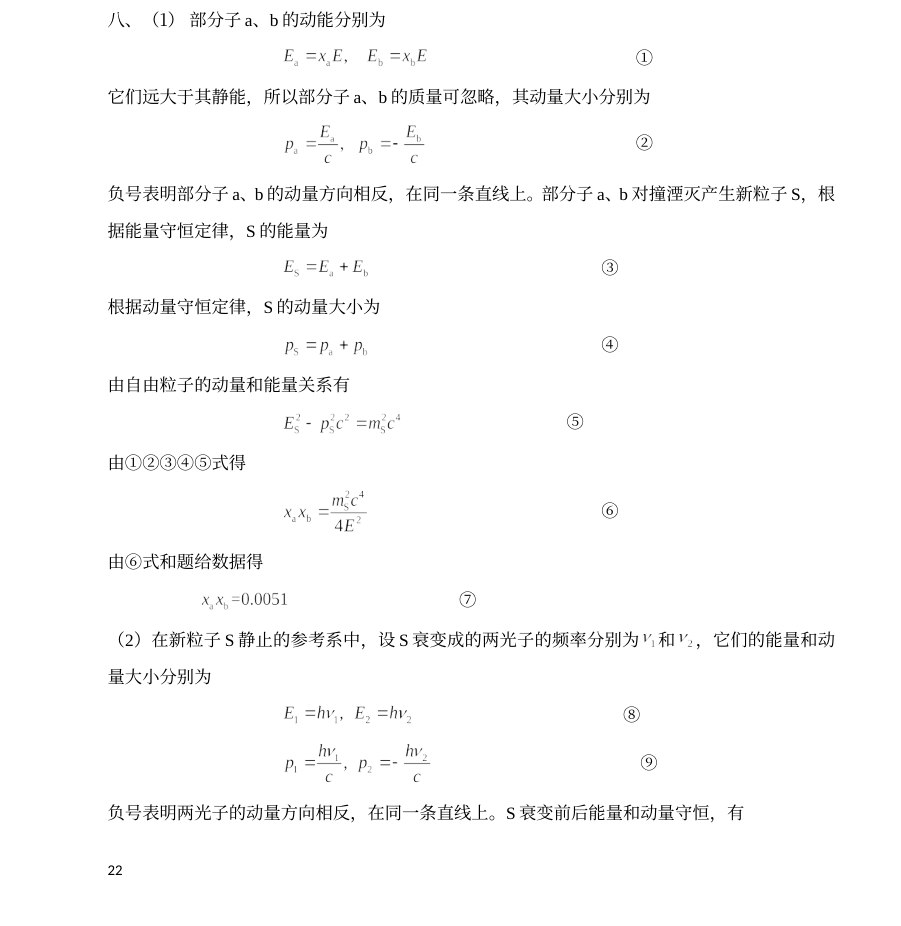 八、（1） 部分子 a、b 的动能分别为
E_a = x_a E, E_b = x_b E ①
它们远大于其静能，所以部分子 a、b 的质量可忽略，其动量大小分别为
p_a = E_a/c, p_b = - E_b/c ②
负号表明部分子 a、b 的动量方向相反，在同一条直线上。部分子 a、b 对撞湮灭产生新粒子 S，根
据能量守恒定律，S 的能量为
E_S = E_a + E_b ③
根据动量守恒定律，S 的动量大小为
p_S = p_a + p_b ④
由自由粒子的动量和能量关系有
E_S^2 - p_S^2 c^2 = m_S^2 c^4 ⑤
由①②③④⑤式得
x_a x_b = m_S^2 c^4 / 4E^2 ⑥
由⑥式和题给数据得
x_a x_b = 0.0051 ⑦
（2）在新粒子 S 静止的参考系中，设 S 衰变成的两光子的频率分别为 ν_1 和 ν_2，它们的能量和动
量大小分别为
E_1 = hν_1, E_2 = hν_2 ⑧
p_1 = hν_1/c, p_2 = - hν_2/c ⑨
负号表明两光子的动量方向相反，在同一条直线上。S 衰变前后能量和动量守恒，有
22